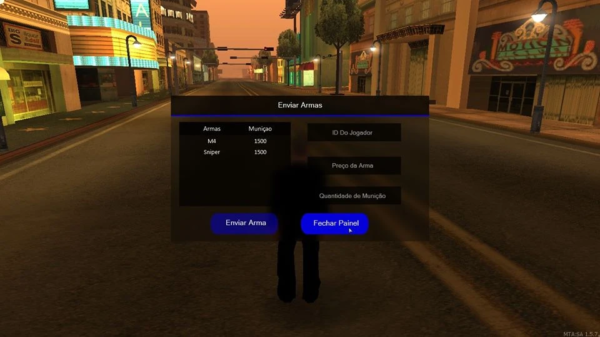 Enviar Armas
Armas Muniçao
M4 1500
Sniper 1500
ID Do Jogador
Preço da Arma
Quantidade de Munição
Enviar Arma
Fechar Painel
MTA:SA 1.5.7